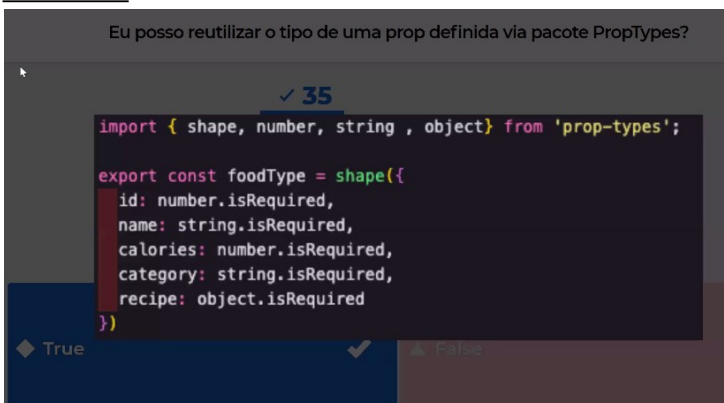 Eu posso reutilizar o tipo de uma prop definida via pacote PropTypes?
✓ 35
import { shape, number, string , object} from 'prop-types';
export const foodType = shape({
id: number.isRequired,
name: string.isRequired,
calories: number.isRequired,
category: string.isRequired,
recipe: object.isRequired
})
True
False